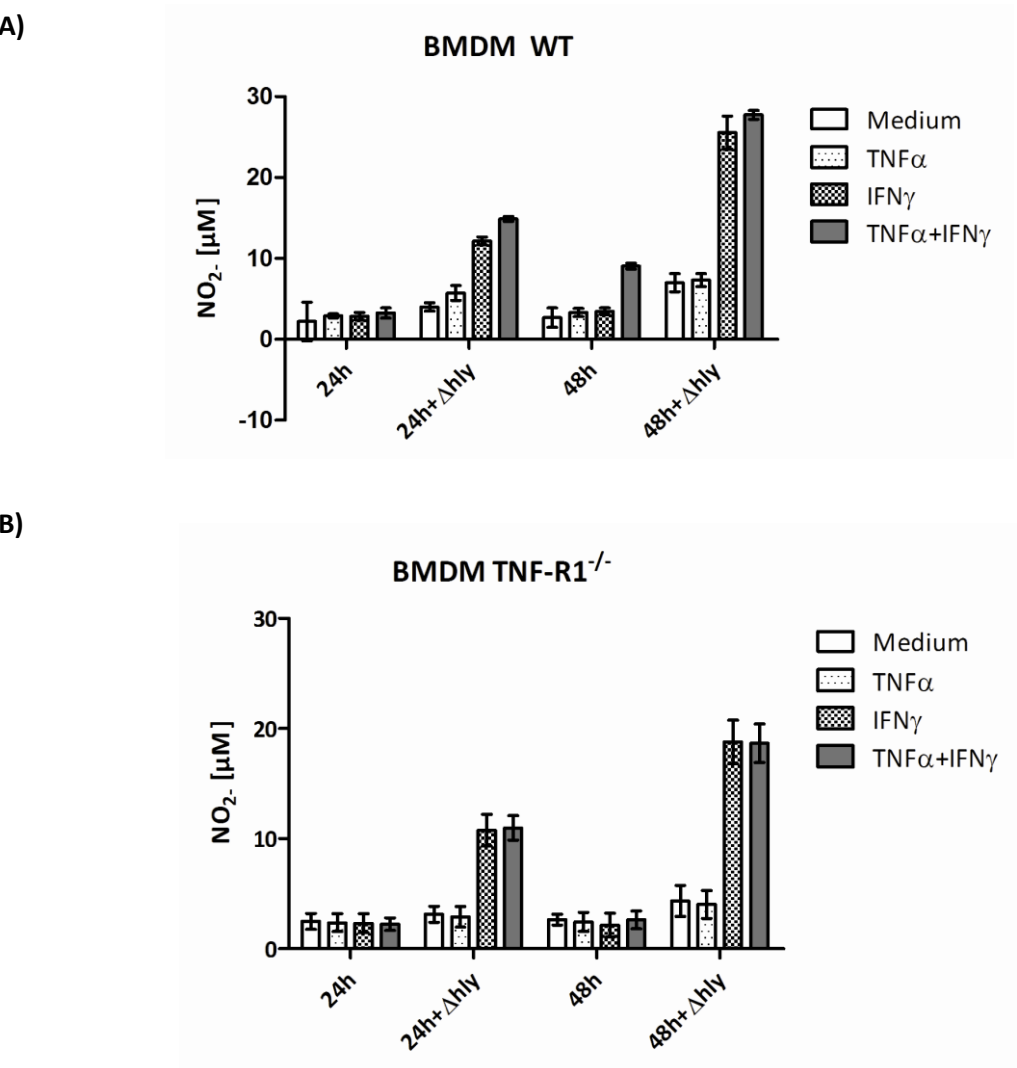 A)
BMDM WT
30
20
10
0
-10
NO2- [µM]
24h
24h+ Δhly
48h
48h+ Δhly
Medium
TNFα
IFNγ
TNFα+IFNγ
B)
BMDM TNF-R1-/-
30
20
10
0
NO2- [µM]
24h
24h+ Δhly
48h
48h+ Δhly
Medium
TNFα
IFNγ
TNFα+IFNγ